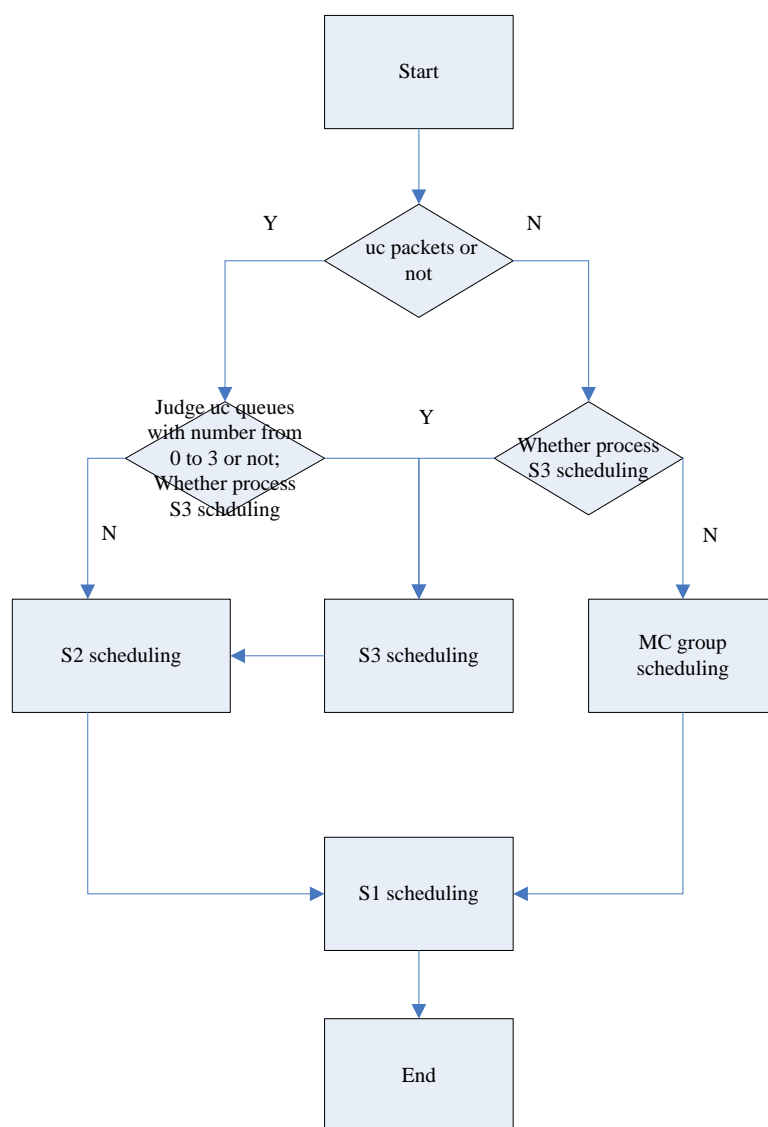 Start
Y
N
uc packets or
not
Judge uc queues
with number from
0 to 3 or not;
Whether process
S3 schduling
Y
Whether process
S3 scheduling
N
N
S2 scheduling
S3 scheduling
MC group
scheduling
S1 scheduling
End